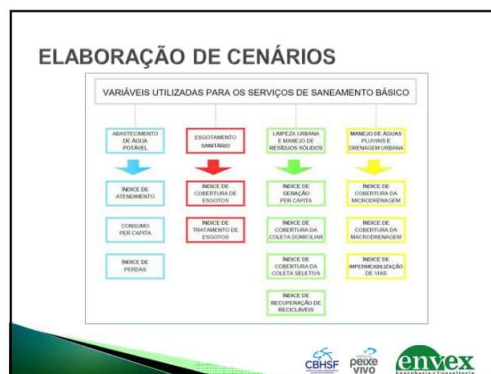 ELABORAÇÃO DE CENÁRIOS
VARIÁVEIS UTILIZADAS PARA OS SERVIÇOS DE SANEAMENTO BÁSICO
ABASTECIMENTO
DE ÁGUA
POTÁVEL
ÍNDICE DE
ATENDIMENTO
CONSUMO
PER CAPITA
ÍNDICE DE
PERDAS
ESGOTAMENTO
SANITÁRIO
ÍNDICE DE
COBERTURA DE
ESGOTOS
ÍNDICE DE
TRATAMENTO DE
ESGOTOS
LIMPEZA URBANA
E MANEJO DE
RESÍDUOS SÓLIDOS
ÍNDICE DE
GERAÇÃO
PER CAPITA
ÍNDICE DE
COBERTURA DA
COLETA DOMICILIAR
ÍNDICE DE
COBERTURA DA
COLETA SELETIVA
ÍNDICE DE
RECUPERAÇÃO DE
RECICLÁVEIS
MANEJO DE ÁGUAS
PLUVIAIS E
DRENAGEM URBANA
ÍNDICE DE
COBERTURA DA
MICRODRENAGEM
ÍNDICE DE
COBERTURA DA
MACRODRENAGEM
ÍNDICE DE
IMPERMEABILIZAÇÃO
DE VIAS
CBHSF
peixe
vivo
envex
Engenharia e Consultoria